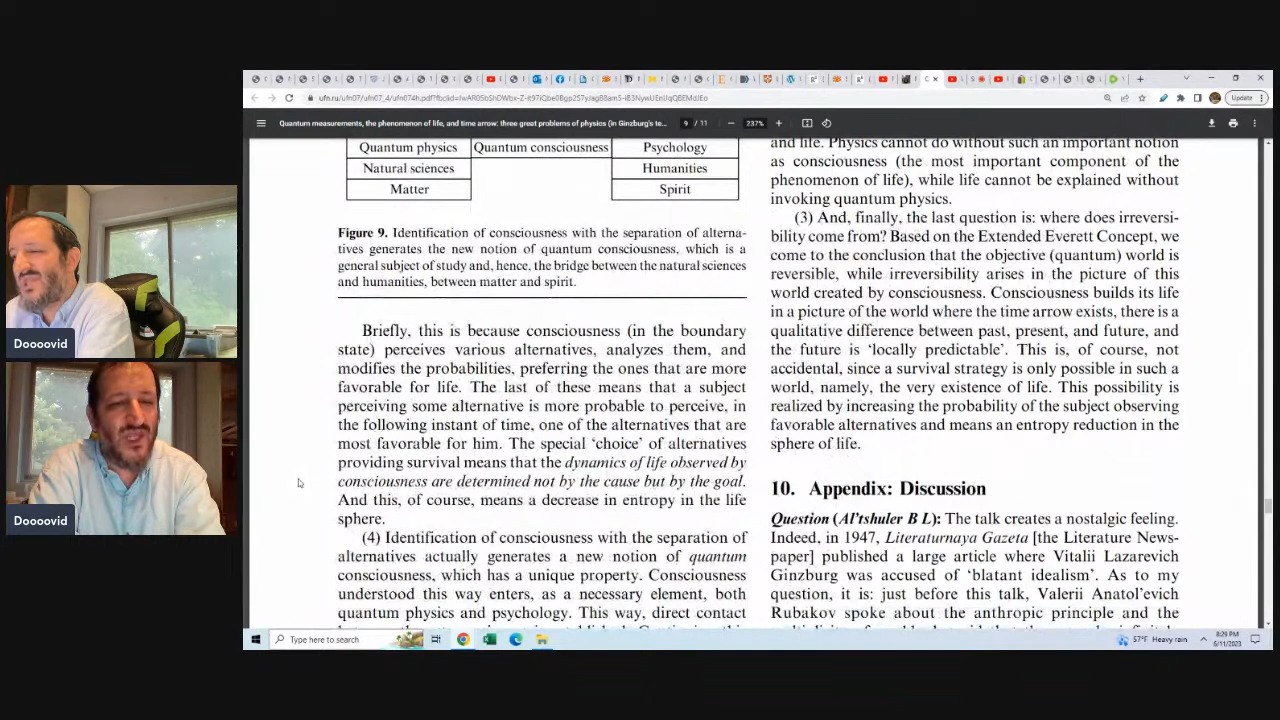 ufn.ru/ufn07/ufn07_4/ufn074h.pdf?fbclid=
Update
Quantum measurements, the phenomenon of life, and time arrow: three great problems of physics (in Ginzburg's te...
9 / 11
237%
Quantum physics
Quantum consciousness
Psychology
Natural sciences
Humanities
Matter
Spirit
Figure 9. Identification of consciousness with the separation of alterna-
tives generates the new notion of quantum consciousness, which is a
general subject of study and, hence, the bridge between the natural sciences
and humanities, between matter and spirit.
Briefly, this is because consciousness (in the boundary
state) perceives various alternatives, analyzes them, and
modifies the probabilities, preferring the ones that are more
favorable for life. The last of these means that a subject
perceiving some alternative is more probable to perceive, in
the following instant of time, one of the alternatives that are
most favorable for him. The special ‘choice’ of alternatives
providing survival means that the dynamics of life observed by
consciousness are determined not by the cause but by the goal.
And this, of course, means a decrease in entropy in the life
sphere.
(4) Identification of consciousness with the separation of
alternatives actually generates a new notion of quantum
consciousness, which has a unique property. Consciousness
understood this way enters, as a necessary element, both
quantum physics and psychology. This way, direct contact
and life. Physics cannot do without such an important notion
as consciousness (the most important component of the
phenomenon of life), while life cannot be explained without
invoking quantum physics.
(3) And, finally, the last question is: where does irreversi-
bility come from? Based on the Extended Everett Concept, we
come to the conclusion that the objective (quantum) world is
reversible, while irreversibility arises in the picture of this
world created by consciousness. Consciousness builds its life
in a picture of the world where the time arrow exists, there is a
qualitative difference between past, present, and future, and
the future is ‘locally predictable’. This is, of course, not
accidental, since a survival strategy is only possible in such a
world, namely, the very existence of life. This possibility is
realized by increasing the probability of the subject observing
favorable alternatives and means an entropy reduction in the
sphere of life.
10. Appendix: Discussion
Question (Al'tshuler B L): The talk creates a nostalgic feeling.
Indeed, in 1947, Literaturnaya Gazeta [the Literature News-
paper] published a large article where Vitalii Lazarevich
Ginzburg was accused of ‘blatant idealism’. As to my
question, it is: just before this talk, Valerii Anatol'evich
Rubakov spoke about the anthropic principle and the
Doooovid
Doooovid
Type here to search
57°F Heavy rain
8:29 PM
6/11/2023